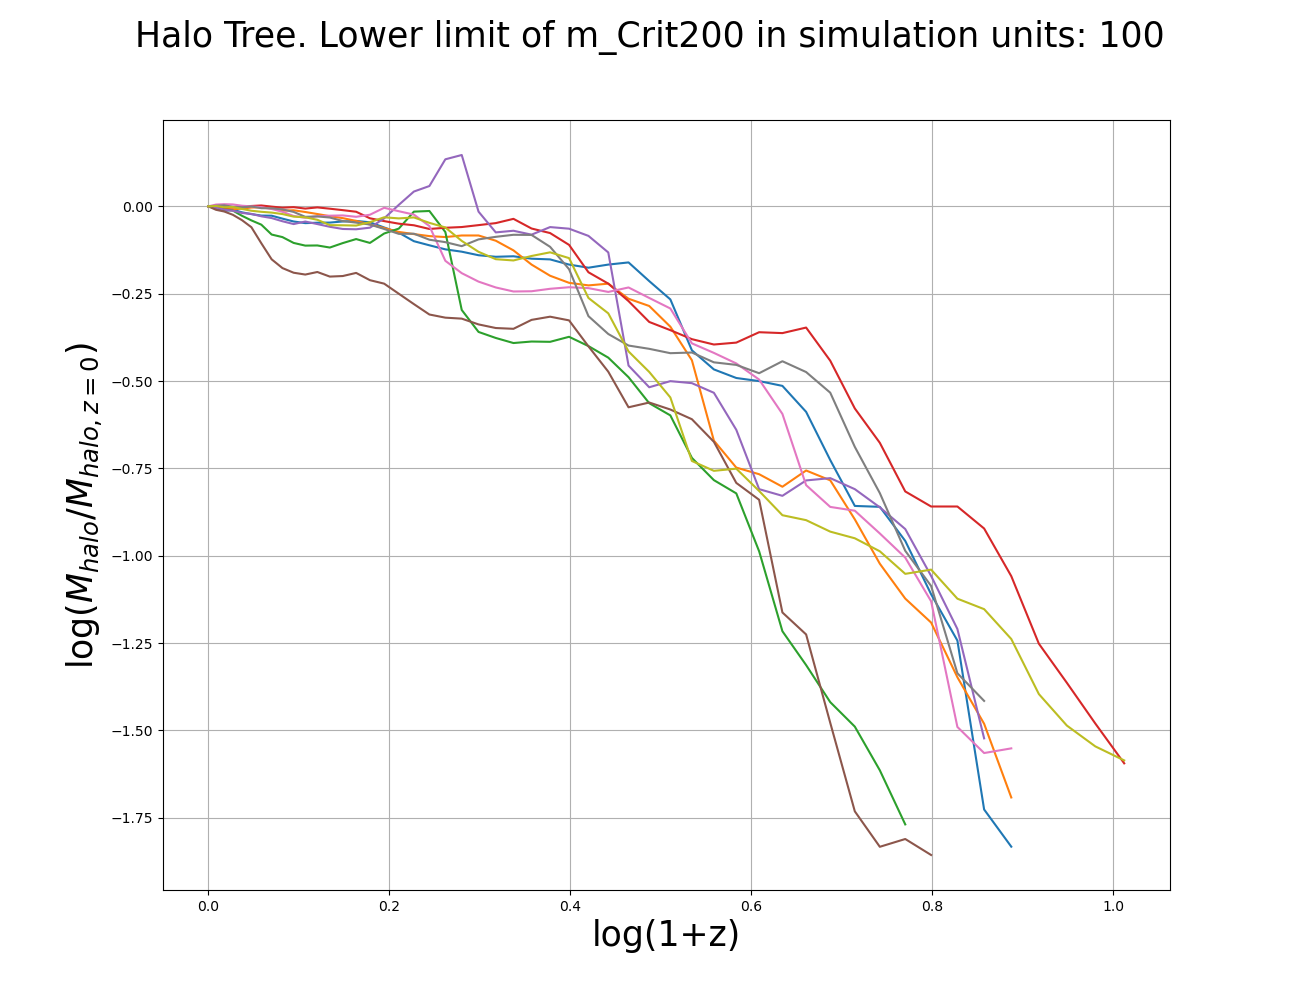 Halo Tree. Lower limit of m_Crit200 in simulation units: 100
log(M_halo/M_halo, z = 0)
0.00
−0.25
−0.50
−0.75
−1.00
−1.25
−1.50
−1.75
0.0 0.2 0.4 0.6 0.8 1.0
log(1+z)